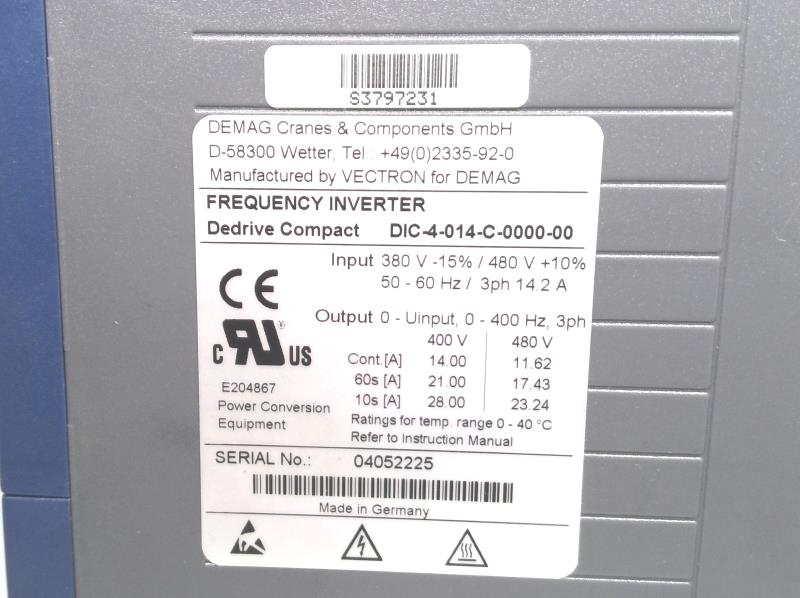 S3797231
DEMAG Cranes & Components GmbH
D-58300 Wetter, Tel.: +49(0)2335-92-0
Manufactured by VECTRON for DEMAG
FREQUENCY INVERTER
Dedrive Compact DIC-4-014-C-0000-00
Input 380 V -15% / 480 V +10%
50 - 60 Hz / 3ph 14.2 A
CE
Output 0 - Uinput, 0 - 400 Hz, 3ph
400 V 480 V
Cont.[A] 14.00 11.62
60s [A] 21.00 17.43
10s [A] 28.00 23.24
c RU ® US
E204867
Power Conversion
Equipment
Ratings for temp. range 0 - 40 °C
Refer to Instruction Manual
SERIAL No.: 04052225
Made in Germany